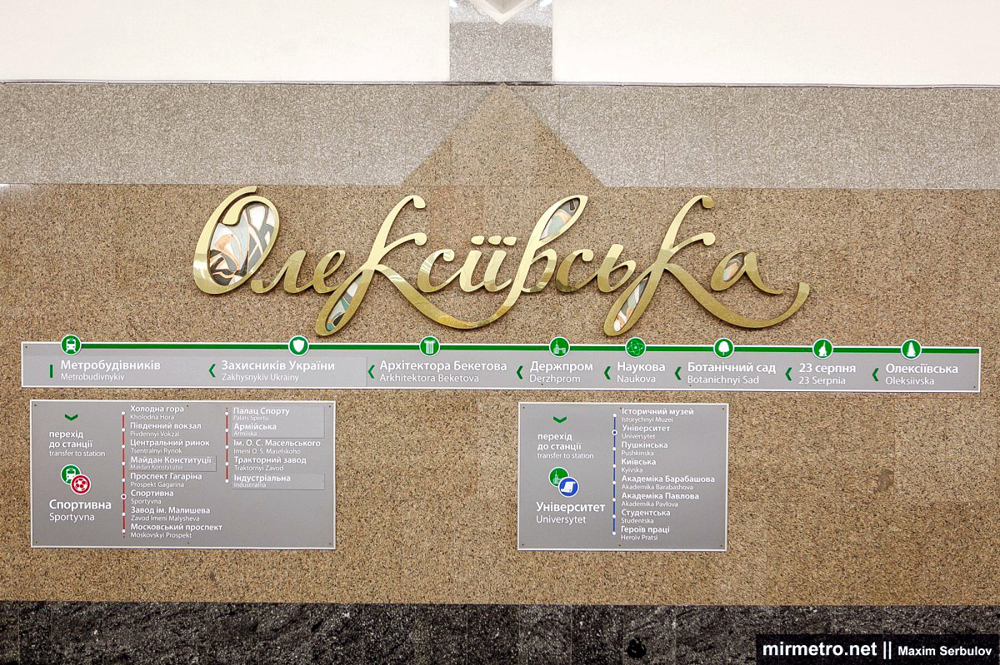 Олексіївська
Метробудівників
Metrobudivnykiv
Захисників України
Zakhysnykiv Ukrainy
Архітектора Бекетова
Arkhitektora Beketova
Держпром
Derzhprom
Наукова
Naukova
Ботанічний сад
Botanichnyi Sad
23 серпня
23 Serpnia
Олексіївська
Oleksiivska
перехід
до станції
transfer to station
Спортивна
Sportyvna
Холодна гора
Kholodna Hora
Південний вокзал
Pivdennyi Vokzal
Центральний ринок
Tsentralnyi Rynok
Майдан Конституції
Maidan Konstytutsii
Проспект Гагаріна
Prospekt Gagarina
Спортивна
Sportyvna
Завод ім. Малишева
Zavod Imeni Malysheva
Московський проспект
Moskovskyi Prospekt
Палац Спорту
Palats Sportu
Армійська
Armiiska
Ім. О. С. Масельського
Imeni O. S. Maselskoho
Тракторний завод
Traktornyi Zavod
Індустріальна
Industrialna
перехід
до станції
transfer to station
Університет
Universytet
Історичний музей
Istorychnyi Muzei
Університет
Universytet
Пушкінська
Pushkinska
Київська
Kyivska
Академіка Барабашова
Akademika Barabashova
Академіка Павлова
Akademika Pavlova
Студентська
Studentska
Героїв праці
Heroiv Pratsi
mirmetro.net || Maxim Serbulov